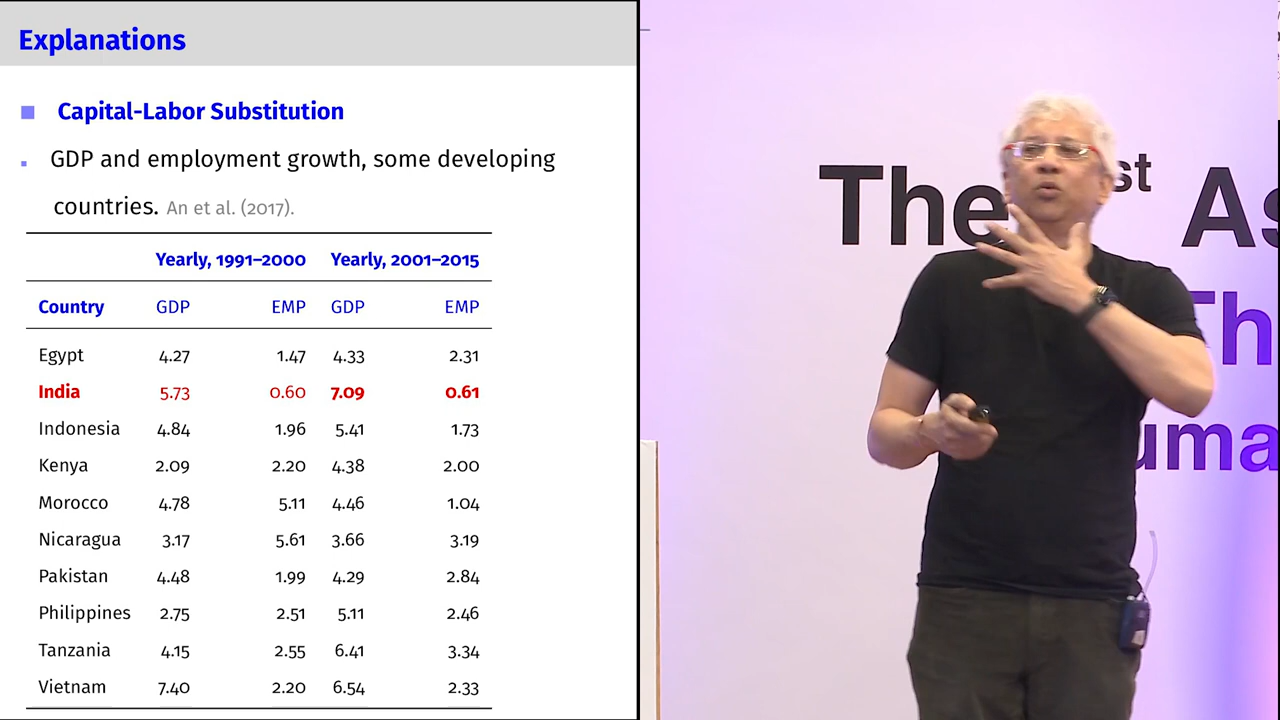 Explanations
Capital-Labor Substitution
GDP and employment growth, some developing
countries. An et al. (2017).
Yearly, 1991–2000 Yearly, 2001–2015
Country GDP EMP GDP EMP
Egypt 4.27 1.47 4.33 2.31
India 5.73 0.60 7.09 0.61
Indonesia 4.84 1.96 5.41 1.73
Kenya 2.09 2.20 4.38 2.00
Morocco 4.78 5.11 4.46 1.04
Nicaragua 3.17 5.61 3.66 3.19
Pakistan 4.48 1.99 4.29 2.84
Philippines 2.75 2.51 5.11 2.46
Tanzania 4.15 2.55 6.41 3.34
Vietnam 7.40 2.20 6.54 2.33
The st As
Th
uma